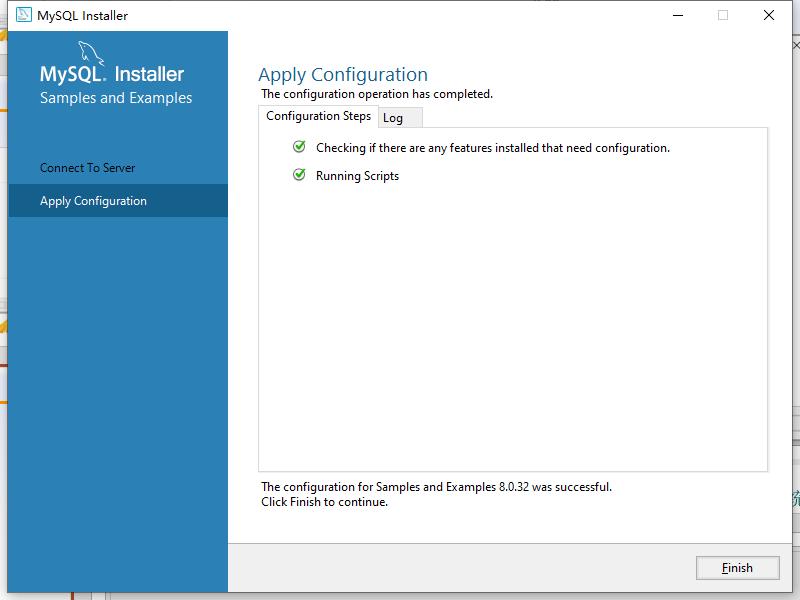 MySQL Installer
MySQL. Installer
Samples and Examples
Connect To Server
Apply Configuration
Apply Configuration
The configuration operation has completed.
Configuration Steps
Log
Checking if there are any features installed that need configuration.
Running Scripts
The configuration for Samples and Examples 8.0.32 was successful.
Click Finish to continue.
Finish